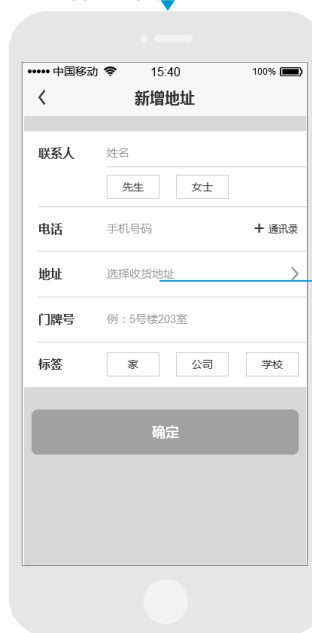 中国移动 15:40 100%
新增地址
联系人 姓名
先生 女士
电话 手机号码 + 通讯录
地址 选择收货地址
门牌号 例：5号楼203室
标签 家 公司 学校
确定